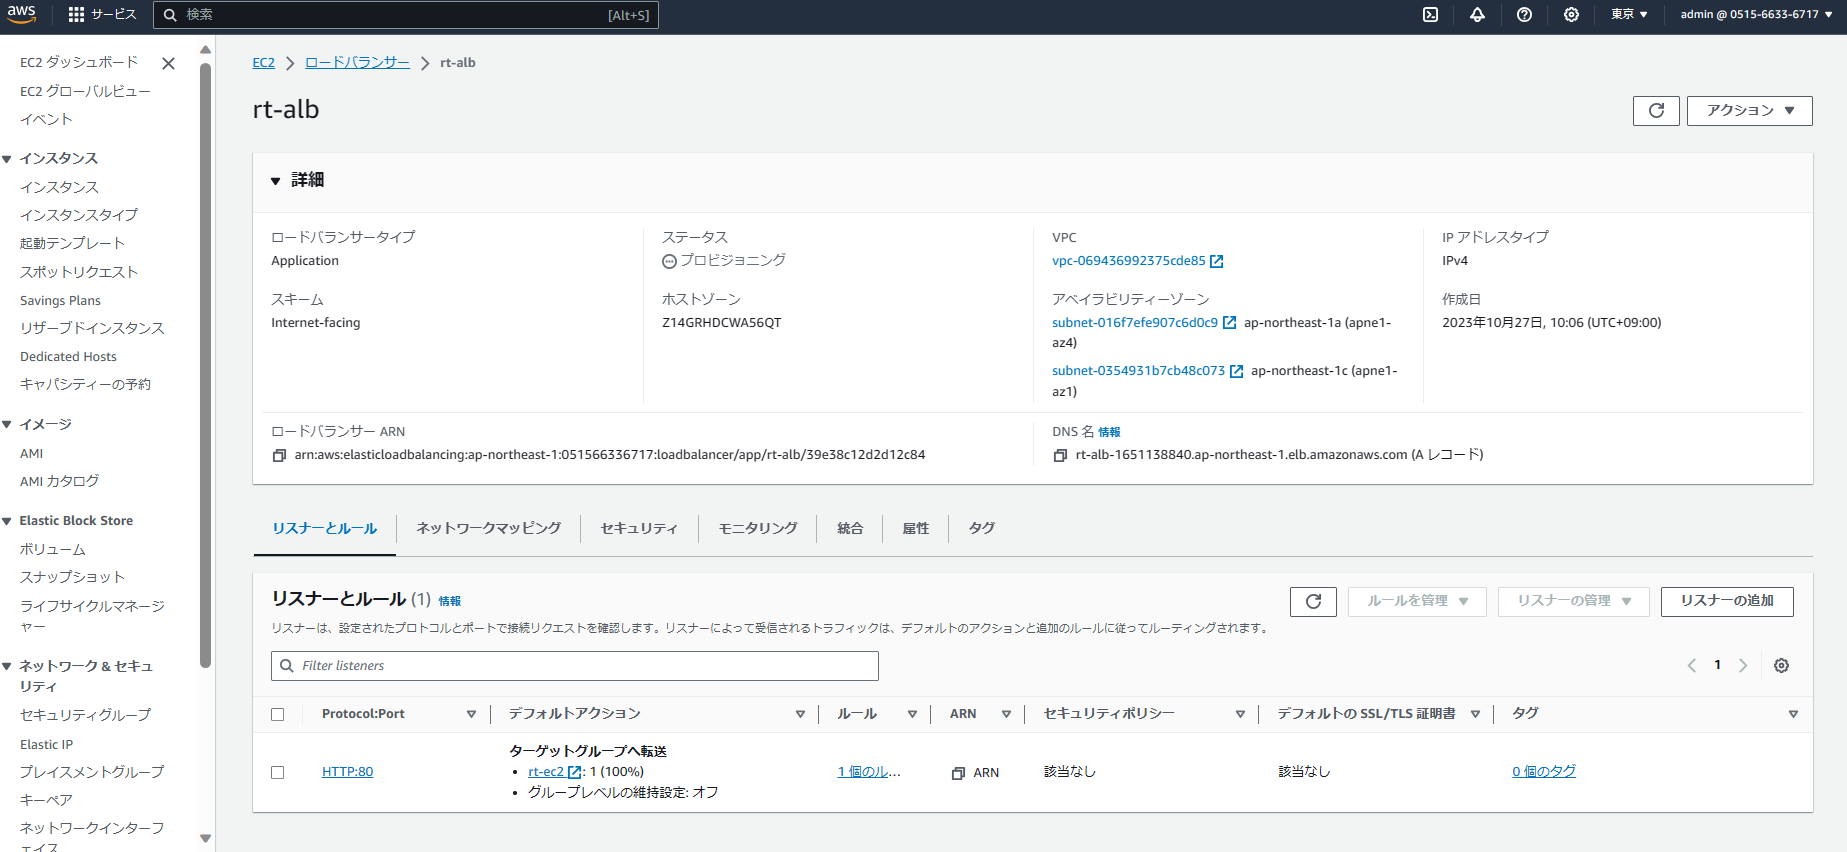 aws サービス 検索 [Alt+S] 東京 admin @ 0515-6633-6717
EC2 ダッシュボード
EC2 グローバルビュー
イベント
インスタンス
インスタンス
インスタンスタイプ
起動テンプレート
スポットリクエスト
Savings Plans
リザーブドインスタンス
Dedicated Hosts
キャパシティーの予約
イメージ
AMI
AMI カタログ
Elastic Block Store
ボリューム
スナップショット
ライフサイクルマネージ
ャー
ネットワーク & セキュ
リティ
セキュリティグループ
Elastic IP
プレイスメントグループ
キーペア
ネットワークインターフ
ェイス
EC2 ロードバランサー rt-alb
rt-alb
アクション
詳細
ロードバランサータイプ
Application
ステータス
プロビジョニング
VPC
vpc-069436992375cde85
IP アドレスタイプ
IPv4
スキーム
Internet-facing
ホストゾーン
Z14GRHDCWA56QT
アベイラビリティーゾーン
subnet-016f7efe907c6d0c9 ap-northeast-1a (apne1-
az4)
subnet-0354931b7cb48c073 ap-northeast-1c (apne1-
az1)
作成日
2023年10月27日, 10:06 (UTC+09:00)
ロードバランサー ARN
arn:aws:elasticloadbalancing:ap-northeast-1:051566336717:loadbalancer/app/rt-alb/39e38c12d2d12c84
DNS 名 情報
rt-alb-1651138840.ap-northeast-1.elb.amazonaws.com (A レコード)
リスナーとルール ネットワークマッピング セキュリティ モニタリング 統合 属性 タグ
リスナーとルール (1) 情報
ルールを管理 リスナーの管理 リスナーの追加
リスナーは、設定されたプロトコルとポートで接続リクエストを確認します。リスナーによって受信されるトラフィックは、デフォルトのアクションと追加のルールに従ってルーティングされます。
Filter listeners
1
Protocol:Port デフォルトアクション ルール ARN セキュリティポリシー デフォルトの SSL/TLS 証明書 タグ
ターゲットグループへ転送
HTTP:80 • rt-ec2: 1 (100%) 1 個のル... ARN 該当なし 該当なし 0 個のタグ
• グループレベルの維持設定: オフ